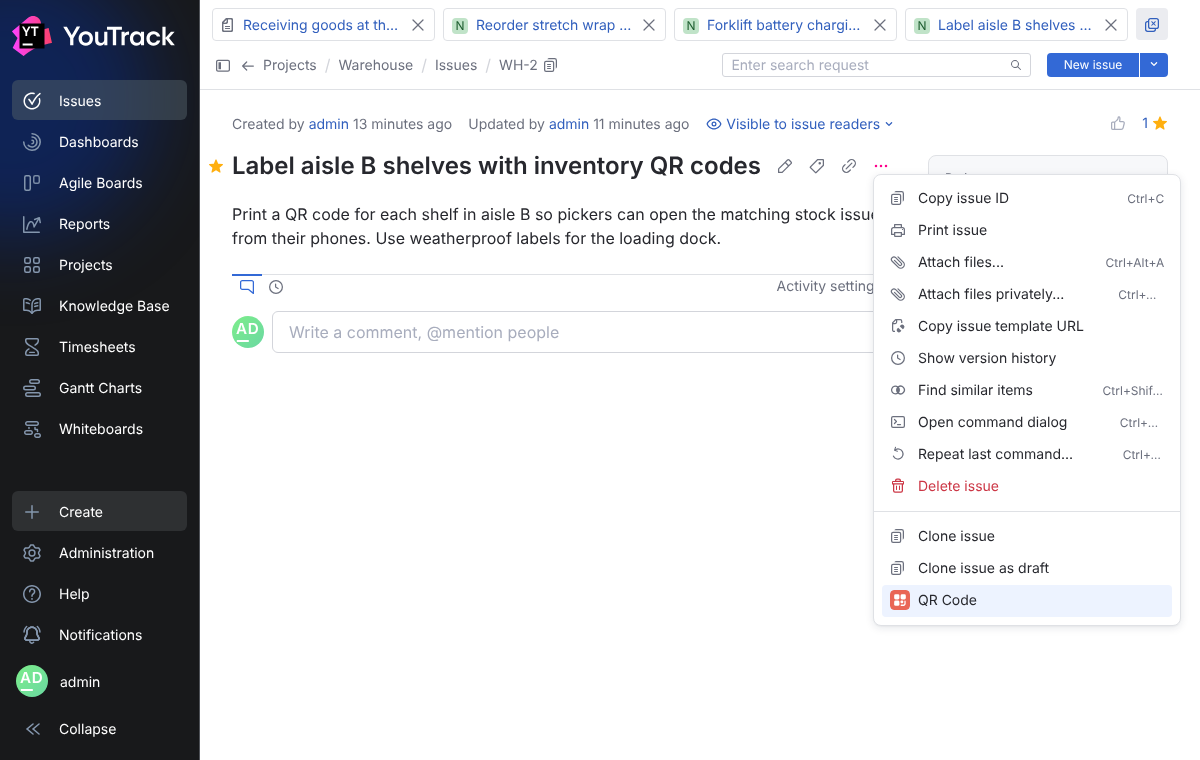 YT YouTrack
Issues
Dashboards
Agile Boards
Reports
Projects
Knowledge Base
Timesheets
Gantt Charts
Whiteboards
Create
Administration
Help
Notifications
AD admin
Collapse
Receiving goods at th...
N Reorder stretch wrap ...
N Forklift battery chargi...
N Label aisle B shelves ...
Projects / Warehouse / Issues / WH-2
Enter search request
New issue
Created by admin 13 minutes ago Updated by admin 11 minutes ago Visible to issue readers
1
Label aisle B shelves with inventory QR codes
Print a QR code for each shelf in aisle B so pickers can open the matching stock issue
from their phones. Use weatherproof labels for the loading dock.
Activity setting
AD
Write a comment, @mention people
Copy issue ID Ctrl+C
Print issue
Attach files... Ctrl+Alt+A
Attach files privately... Ctrl+...
Copy issue template URL
Show version history
Find similar items Ctrl+Shif...
Open command dialog Ctrl+...
Repeat last command... Ctrl+...
Delete issue
Clone issue
Clone issue as draft
QR Code